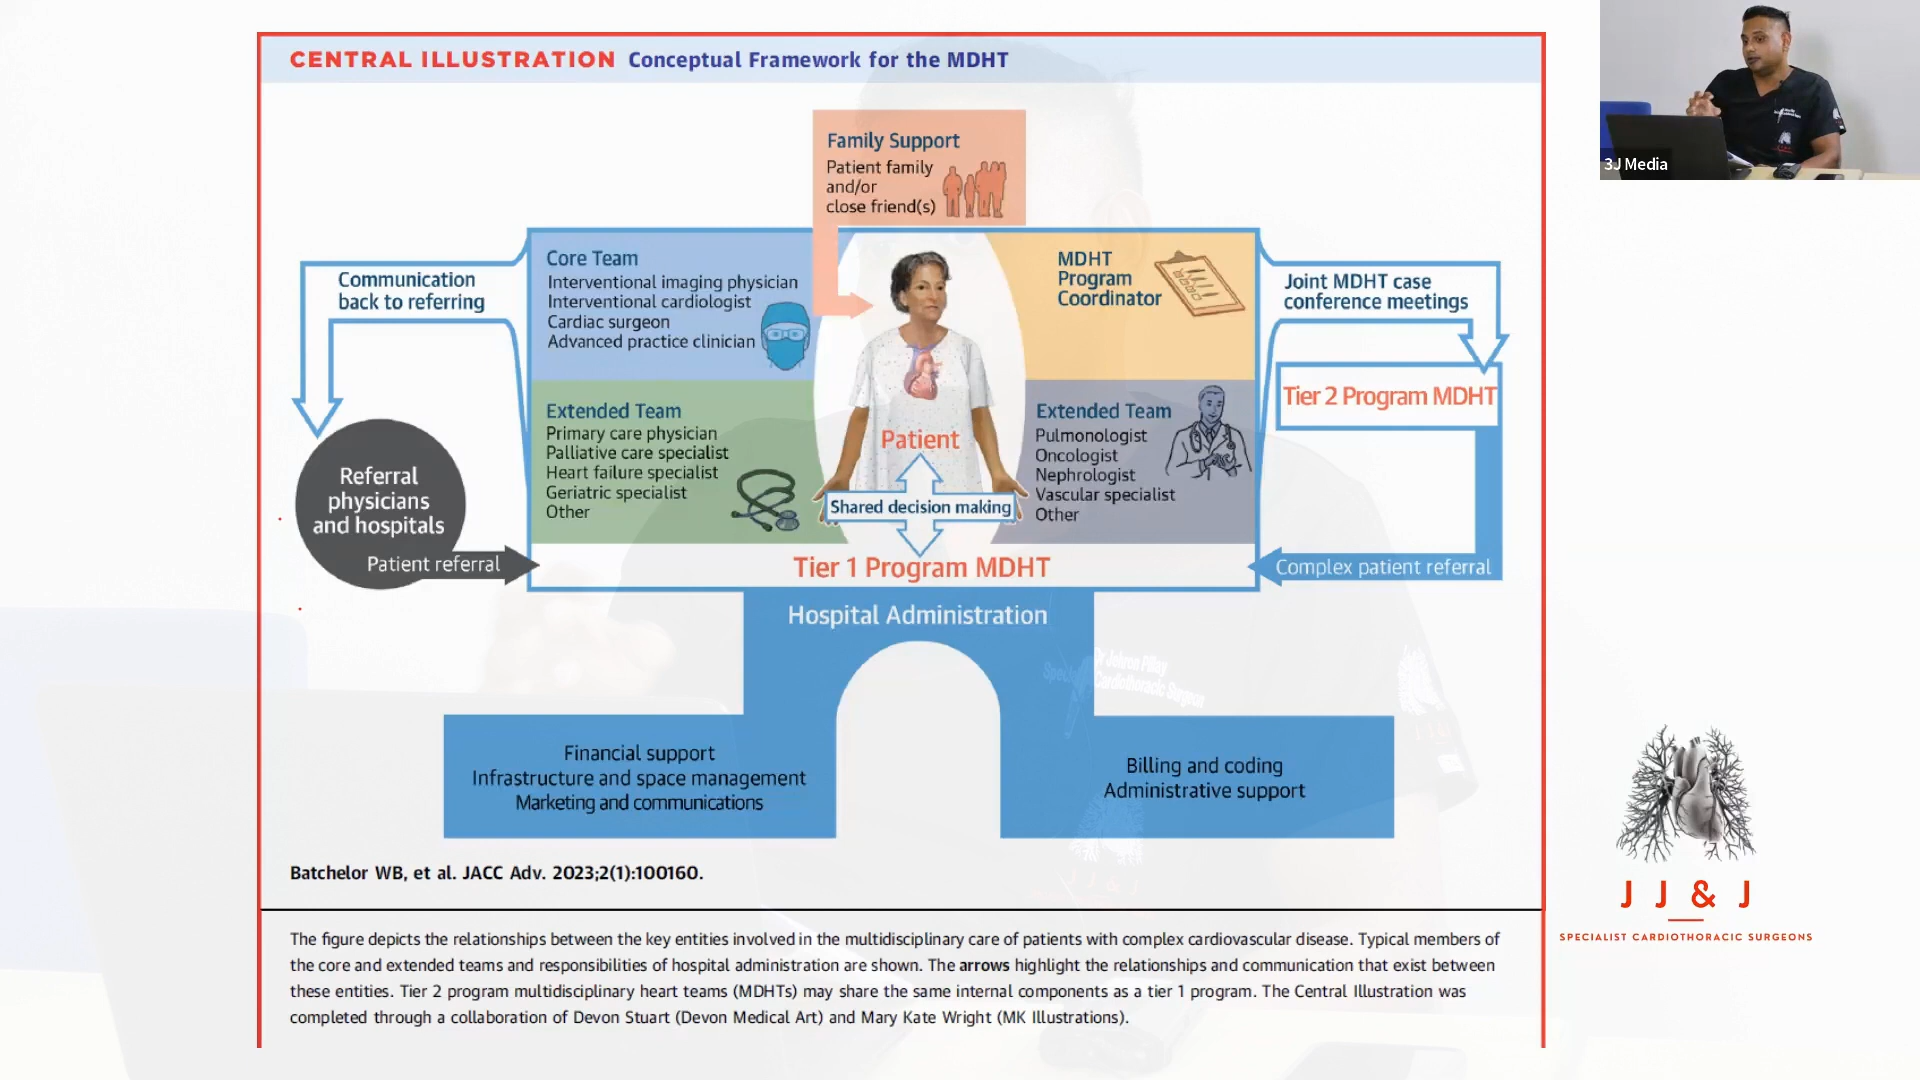 CENTRAL ILLUSTRATION Conceptual Framework for the MDHT
3J Media
Family Support
Patient family
and/or
close friend(s)
Communication
back to referring
Core Team
Interventional imaging physician
Interventional cardiologist
Cardiac surgeon
Advanced practice clinician
MDHT
Program
Coordinator
Joint MDHT case
conference meetings
Tier 2 Program MDHT
Extended Team
Primary care physician
Palliative care specialist
Heart failure specialist
Geriatric specialist
Other
Patient
Shared decision making
Extended Team
Pulmonologist
Oncologist
Nephrologist
Vascular specialist
Other
Referral
physicians
and hospitals
Patient referral
Tier 1 Program MDHT
Complex patient referral
Hospital Administration
Dr Jehron Pillay
Cardiothoracic Surgeon
Financial support
Infrastructure and space management
Marketing and communications
Billing and coding
Administrative support
Batchelor WB, et al. JACC Adv. 2023;2(1):100160.
J J & J
SPECIALIST CARDIOTHORACIC SURGEONS
The figure depicts the relationships between the key entities involved in the multidisciplinary care of patients with complex cardiovascular disease. Typical members of
the core and extended teams and responsibilities of hospital administration are shown. The arrows highlight the relationships and communication that exist between
these entities. Tier 2 program multidisciplinary heart teams (MDHTs) may share the same internal components as a tier 1 program. The Central Illustration was
completed through a collaboration of Devon Stuart (Devon Medical Art) and Mary Kate Wright (MK Illustrations).